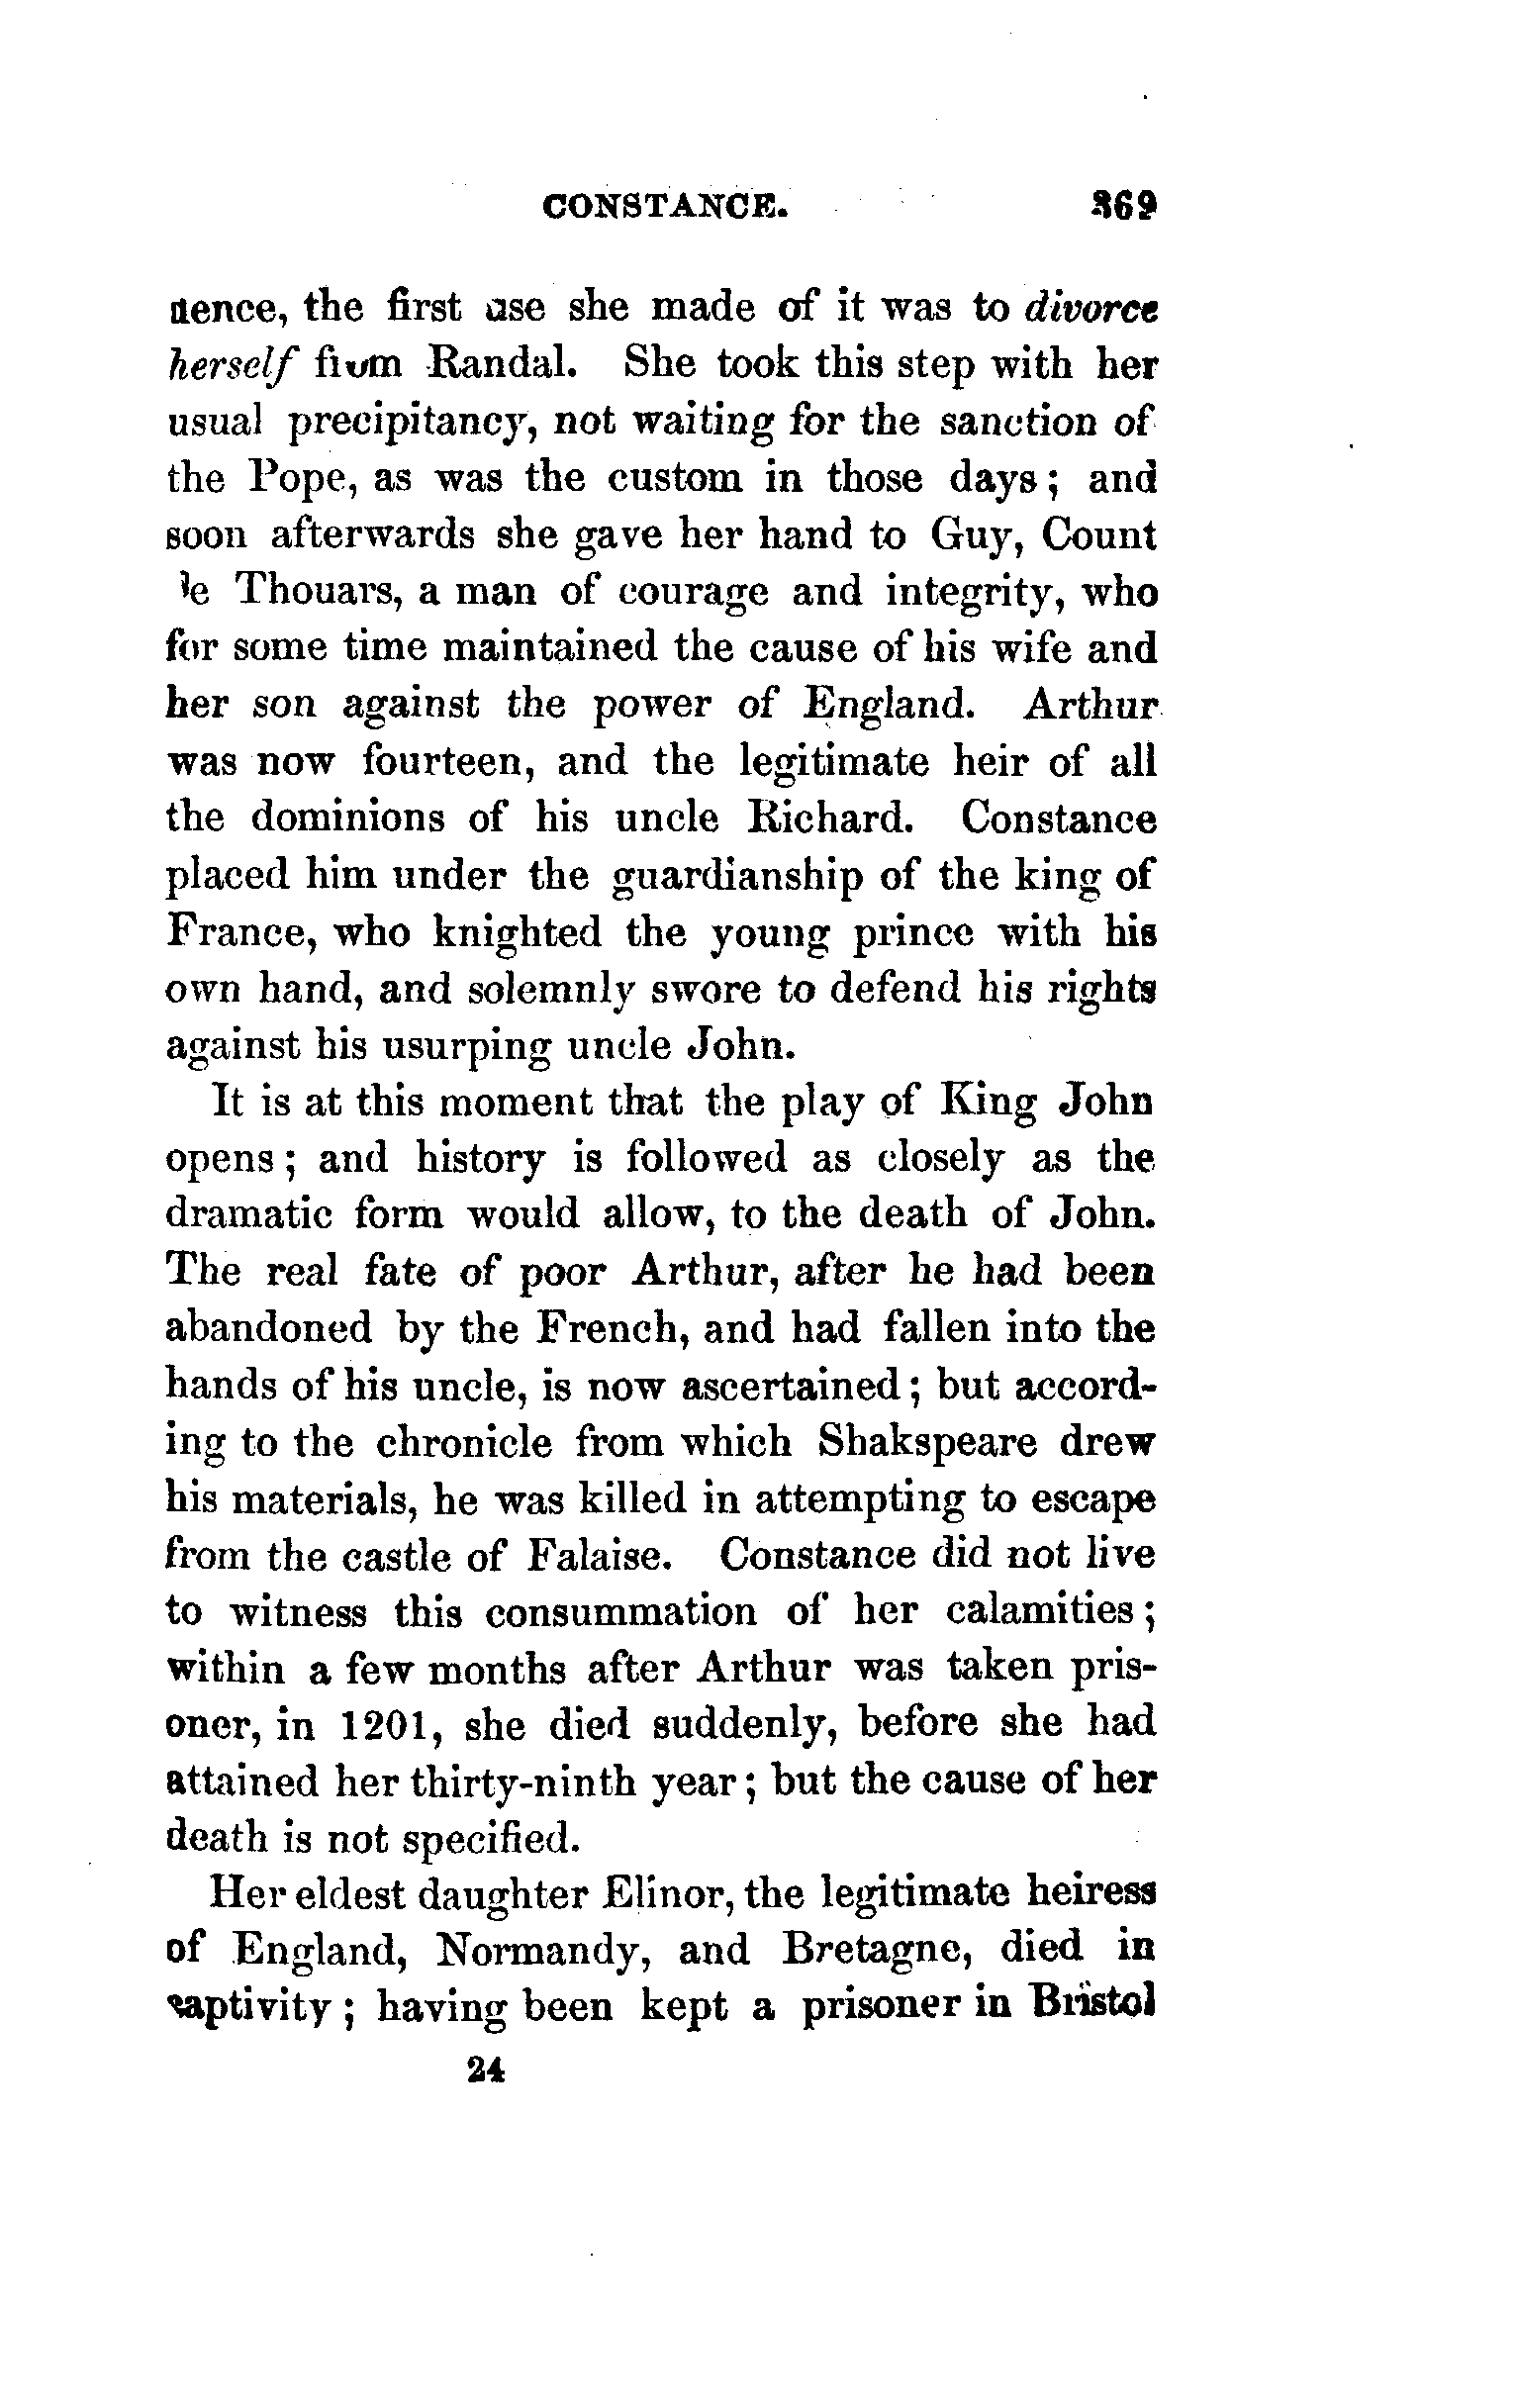 CONSTANCE. 369
dence, the first use she made of it was to divorce
herself from Randal. She took this step with her
usual precipitancy, not waiting for the sanction of
the Pope, as was the custom in those days; and
soon afterwards she gave her hand to Guy, Count
de Thouars, a man of courage and integrity, who
for some time maintained the cause of his wife and
her son against the power of England. Arthur
was now fourteen, and the legitimate heir of all
the dominions of his uncle Richard. Constance
placed him under the guardianship of the king of
France, who knighted the young prince with his
own hand, and solemnly swore to defend his rights
against his usurping uncle John.
It is at this moment that the play of King John
opens; and history is followed as closely as the
dramatic form would allow, to the death of John.
The real fate of poor Arthur, after he had been
abandoned by the French, and had fallen into the
hands of his uncle, is now ascertained; but accord-
ing to the chronicle from which Shakspeare drew
his materials, he was killed in attempting to escape
from the castle of Falaise. Constance did not live
to witness this consummation of her calamities;
within a few months after Arthur was taken pris-
oner, in 1201, she died suddenly, before she had
attained her thirty-ninth year; but the cause of her
death is not specified.
Her eldest daughter Elinor, the legitimate heiress
of England, Normandy, and Bretagne, died in
captivity; having been kept a prisoner in Bristol
24